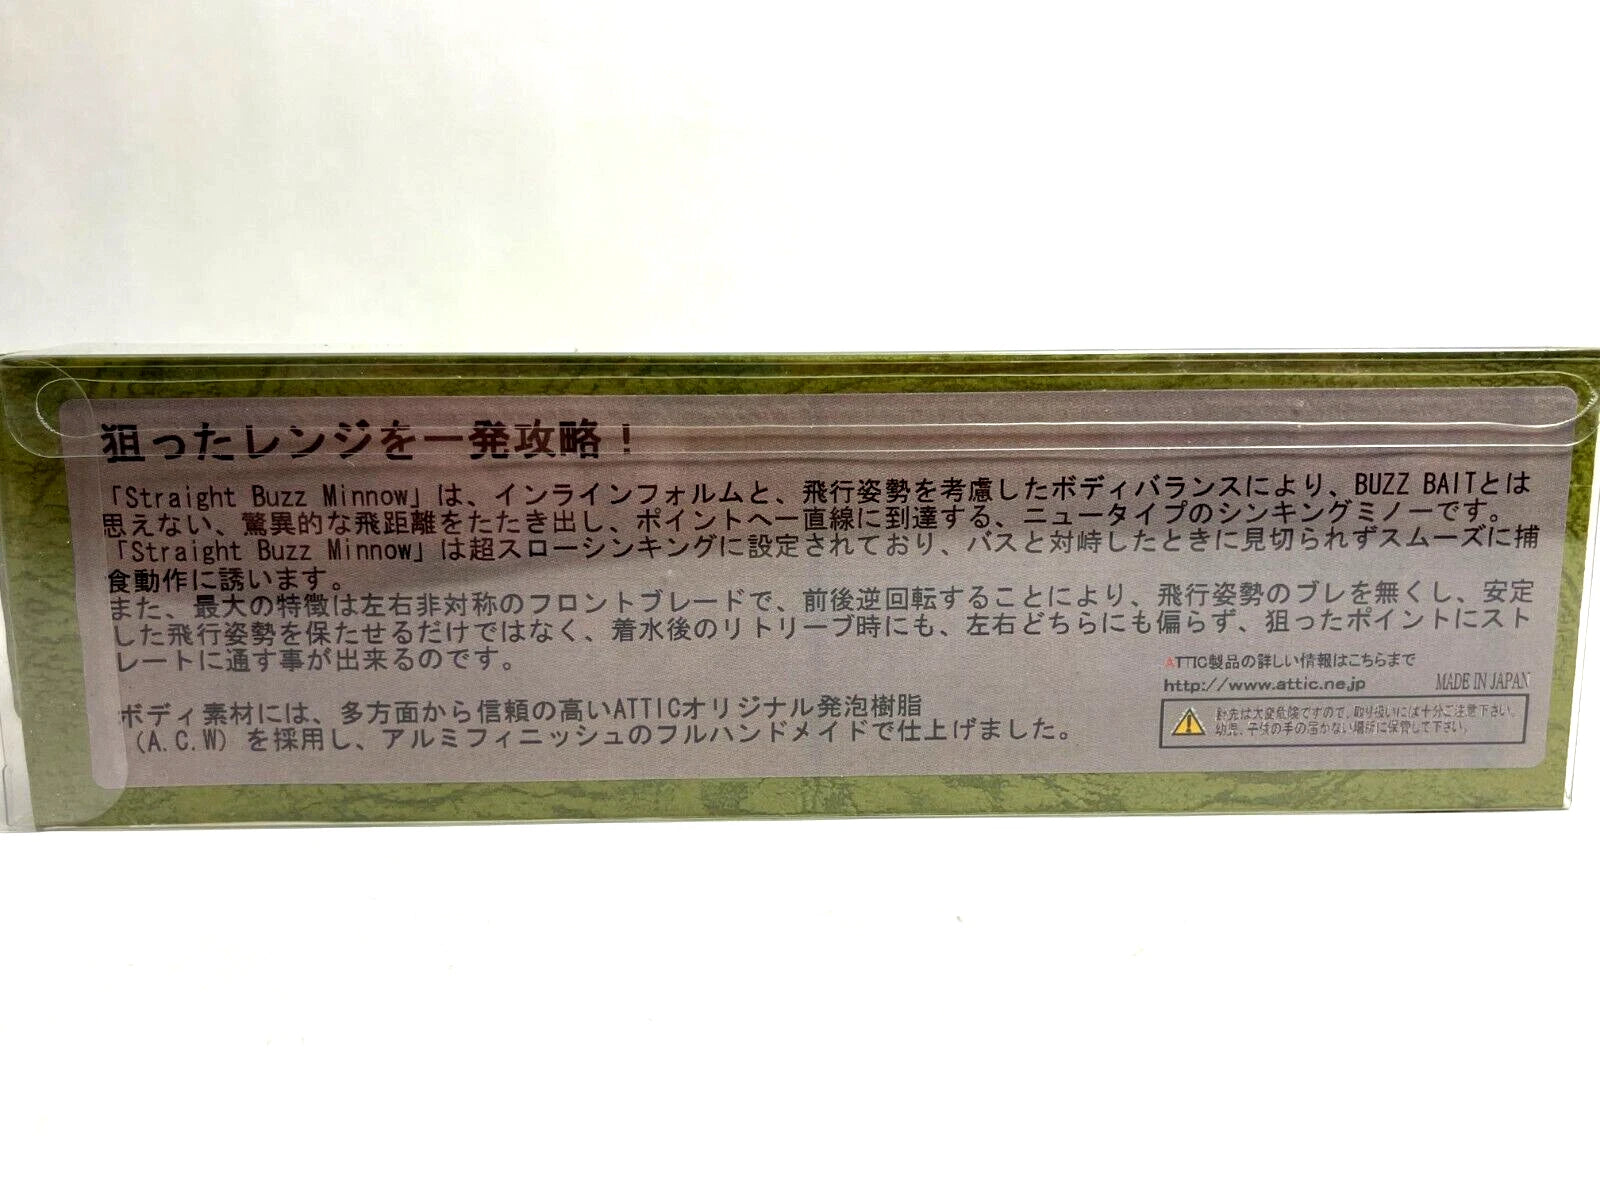 狙ったレンジを一発攻略!
「Straight Buzz Minnow」は、インラインフォルムと、飛行姿勢を考慮したボディバランスにより、BUZZ BAITとは
思えない、驚異的な飛距離をたたき出し、ポイントへ一直線に到達する、ニュータイプのシンキングミノーです。
「Straight Buzz Minnow」は超スローシンキングに設定されており、バスと対峙したときに見切られずスムーズに捕
食動作に誘います。
また、最大の特徴は左右非対称のフロントブレードで、前後逆回転することにより、飛行姿勢のブレを無くし、安定
した飛行姿勢を保たせるだけではなく、着水後のリトリーブ時にも、左右どちらにも偏らず、狙ったポイントにスト
レートに通す事が出来るのです。
ボディ素材には、多方面から信頼の高いATTICオリジナル発泡樹脂
(A.C.W) を採用し、アルミフィニッシュのフルハンドメイドで仕上げました。
ATTIC製品の詳しい情報はこちらまで
http://www.attic.ne.jp MADE IN JAPAN
針先は大変危険ですので、取り扱いには十分ご注意下さい。
幼児、子供の手の届かない場所に保管して下さい。